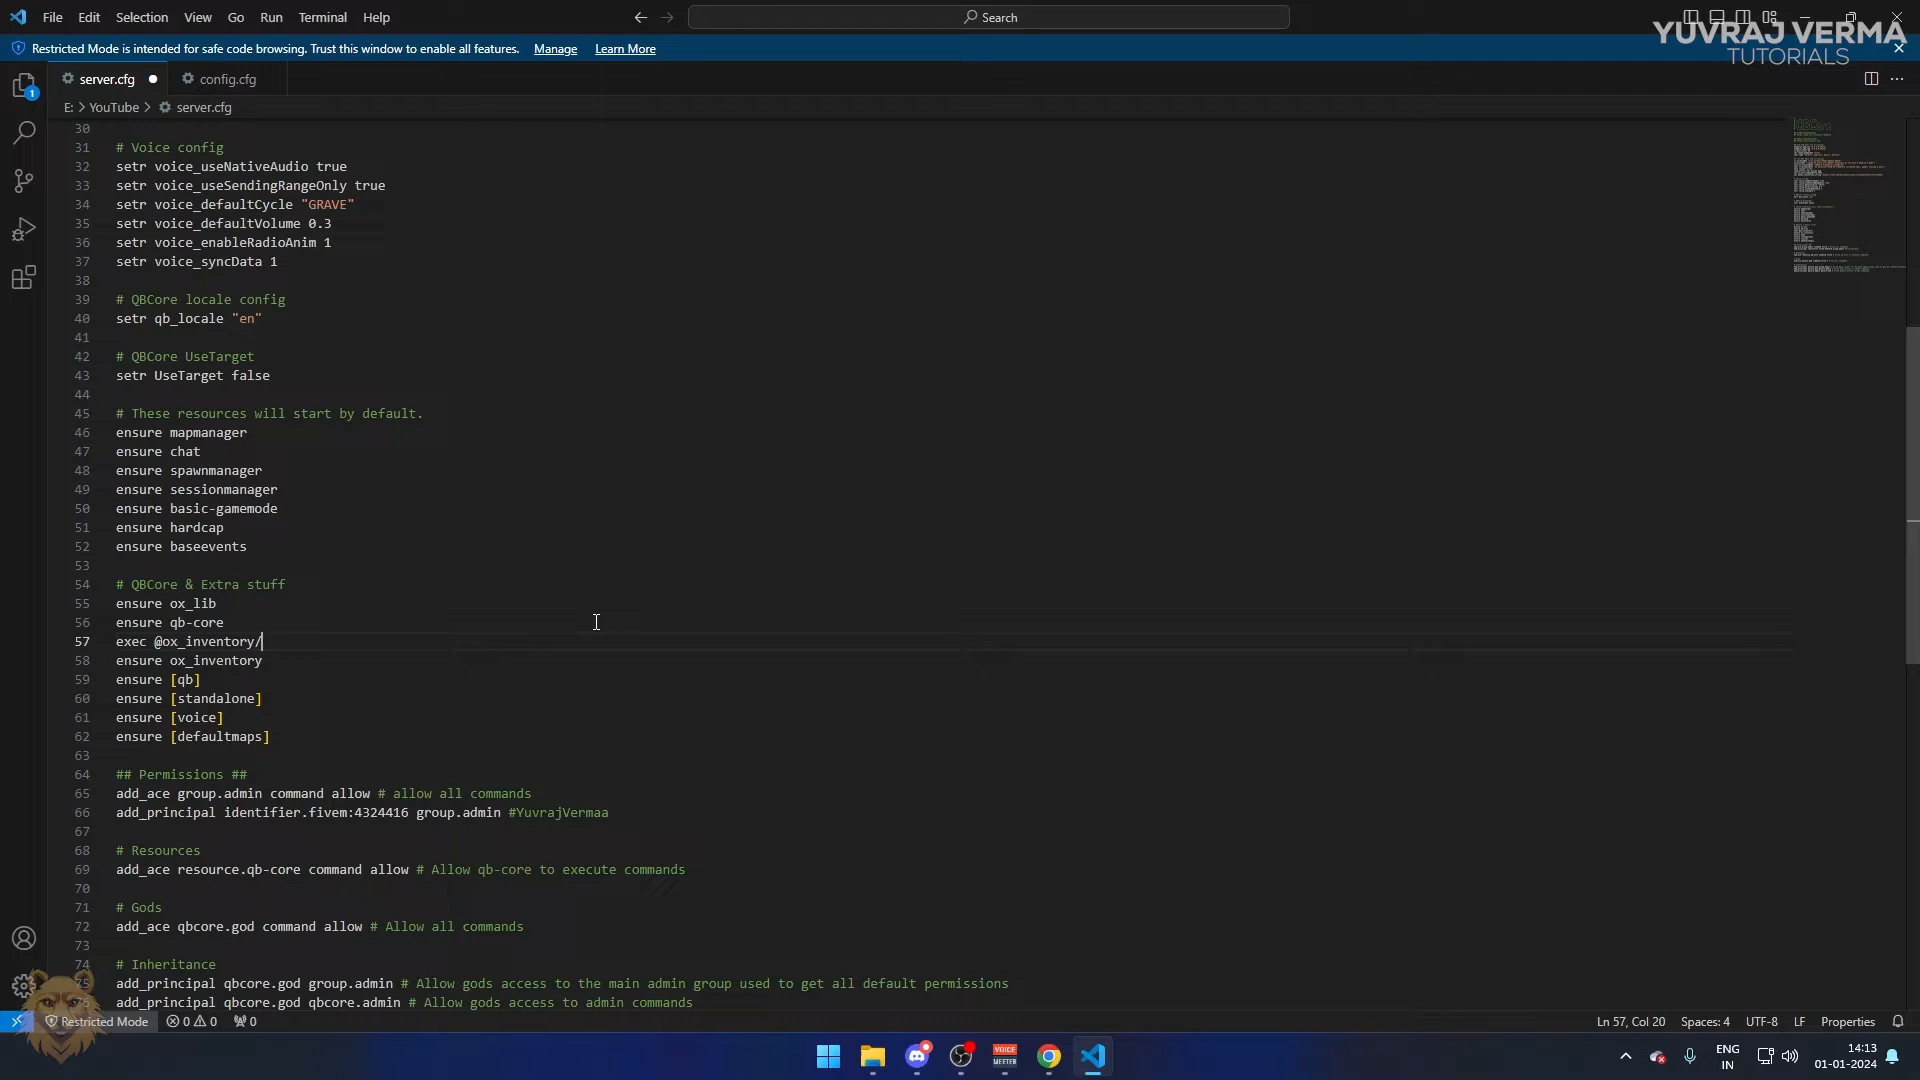 File Edit Selection View Go Run Terminal Help
Search
YUVRAJ VERMA
TUTORIALS
Restricted Mode is intended for safe code browsing. Trust this window to enable all features. Manage Learn More
server.cfg config.cfg
1
E: > YouTube > server.cfg
30
31 # Voice config
32 setr voice_useNativeAudio true
33 setr voice_useSendingRangeOnly true
34 setr voice_defaultCycle "GRAVE"
35 setr voice_defaultVolume 0.3
36 setr voice_enableRadioAnim 1
37 setr voice_syncData 1
38
39 # QBCore locale config
40 setr qb_locale "en"
41
42 # QBCore UseTarget
43 setr UseTarget false
44
45 # These resources will start by default.
46 ensure mapmanager
47 ensure chat
48 ensure spawnmanager
49 ensure sessionmanager
50 ensure basic-gamemode
51 ensure hardcap
52 ensure baseevents
53
54 # QBCore & Extra stuff
55 ensure ox_lib
56 ensure qb-core
57 exec @ox_inventory/
58 ensure ox_inventory
59 ensure [qb]
60 ensure [standalone]
61 ensure [voice]
62 ensure [defaultmaps]
63
64 ## Permissions ##
65 add_ace group.admin command allow # allow all commands
66 add_principal identifier.fivem:4324416 group.admin #YuvrajVermaa
67
68 # Resources
69 add_ace resource.qb-core command allow # Allow qb-core to execute commands
70
71 # Gods
72 add_ace qbcore.god command allow # Allow all commands
73
74 # Inheritance
75 add_principal qbcore.god group.admin # Allow gods access to the main admin group used to get all default permissions
76 add_principal qbcore.god qbcore.admin # Allow gods access to admin commands
Restricted Mode 0 0 0 Ln 57, Col 20 Spaces: 4 UTF-8 LF Properties
VOICE
MEETER
ENG
IN
14:13
01-01-2024